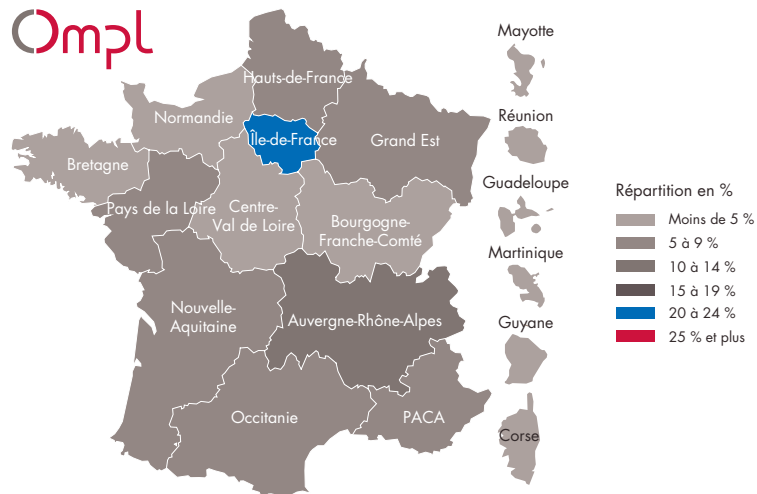 Ompl
Mayotte
Hauts-de-France
Normandie
Réunion
Île-de-France
Grand Est
Bretagne
Guadeloupe
Répartition en %
Pays de la Loire
Centre-
Val de Loire
Bourgogne-
Franche-Comté
Moins de 5 %
5 à 9 %
Martinique
10 à 14 %
15 à 19 %
Nouvelle-
Aquitaine
Auvergne-Rhône-Alpes
20 à 24 %
Guyane
25 % et plus
Occitanie
PACA
Corse